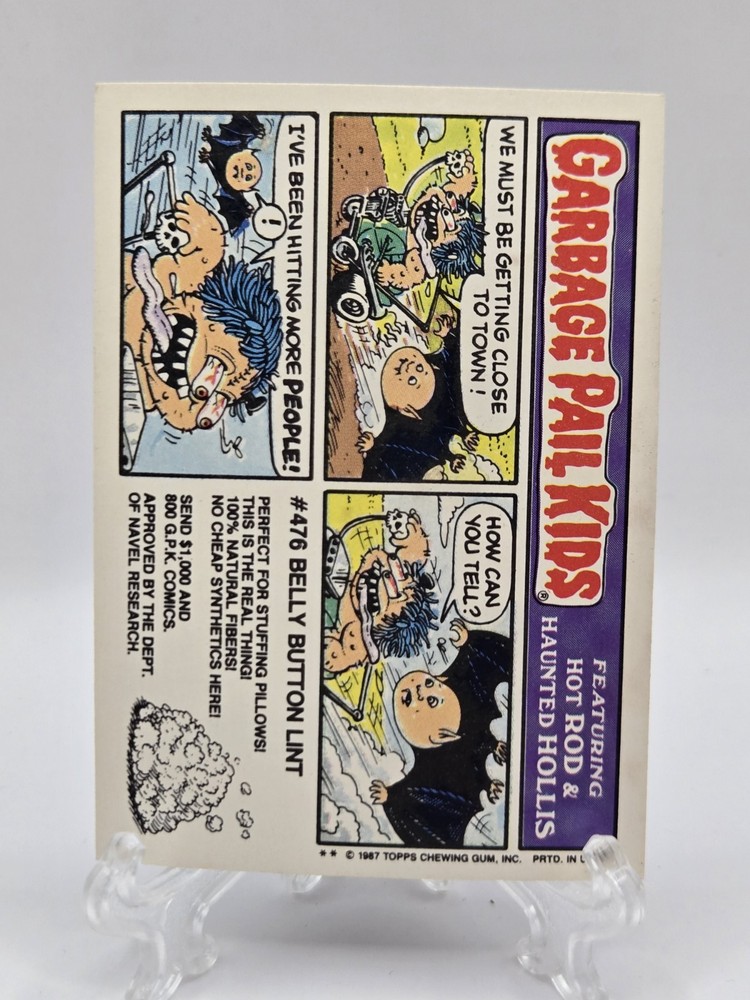 GARBAGE PAIL KIDS®
FEATURING
HOT ROD &
HAUNTED HOLLIS
WE MUST BE GETTING CLOSE
TO TOWN!
HOW CAN
YOU TELL?
I'VE BEEN HITTING MORE PEOPLE!
!
#476 BELLY BUTTON LINT
PERFECT FOR STUFFING PILLOWS!
THIS IS THE REAL THING!
100% NATURAL FIBERS!
NO CHEAP SYNTHETICS HERE!
SEND $1,000 AND
800 G.P.K. COMICS.
APPROVED BY THE DEPT.
OF NAVEL RESEARCH.
** © 1987 TOPPS CHEWING GUM, INC. PRTD. IN